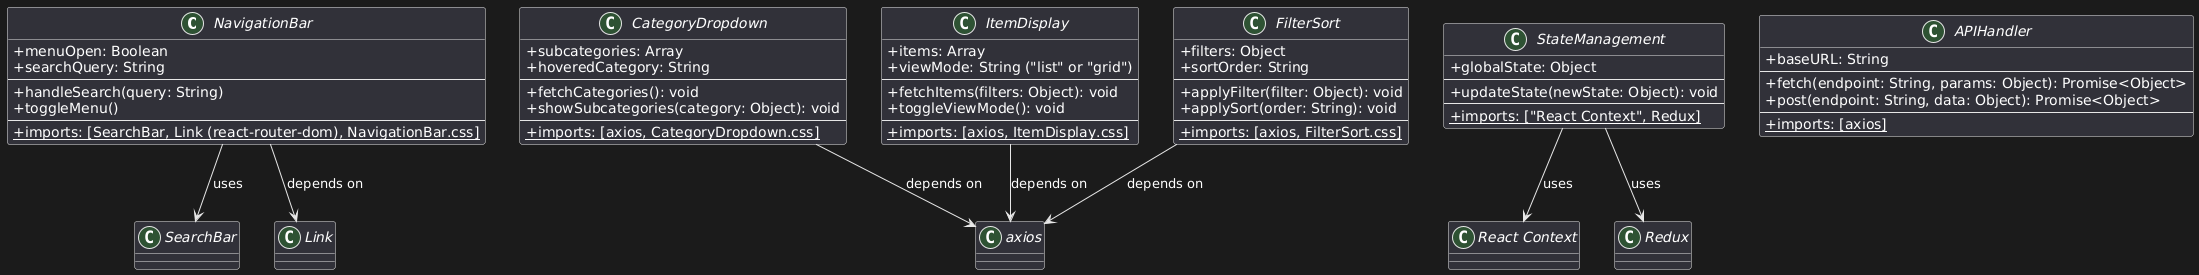 C NavigationBar
+menuOpen: Boolean
+searchQuery: String
+handleSearch(query: String)
+toggleMenu()
+imports: [SearchBar, Link (react-router-dom), NavigationBar.css]
C CategoryDropdown
+subcategories: Array
+hoveredCategory: String
+fetchCategories(): void
+showSubcategories(category: Object): void
+imports: [axios, CategoryDropdown.css]
C ItemDisplay
+items: Array
+viewMode: String ("list" or "grid")
+fetchItems(filters: Object): void
+toggleViewMode(): void
+imports: [axios, ItemDisplay.css]
C FilterSort
+filters: Object
+sortOrder: String
+applyFilter(filter: Object): void
+applySort(order: String): void
+imports: [axios, FilterSort.css]
C StateManagement
+globalState: Object
+updateState(newState: Object): void
+imports: ["React Context", Redux]
C APIHandler
+baseURL: String
+fetch(endpoint: String, params: Object): Promise<Object>
+post(endpoint: String, data: Object): Promise<Object>
+imports: [axios]
uses
depends on
depends on
depends on
depends on
uses
uses
C SearchBar
C Link
C axios
C React Context
C Redux